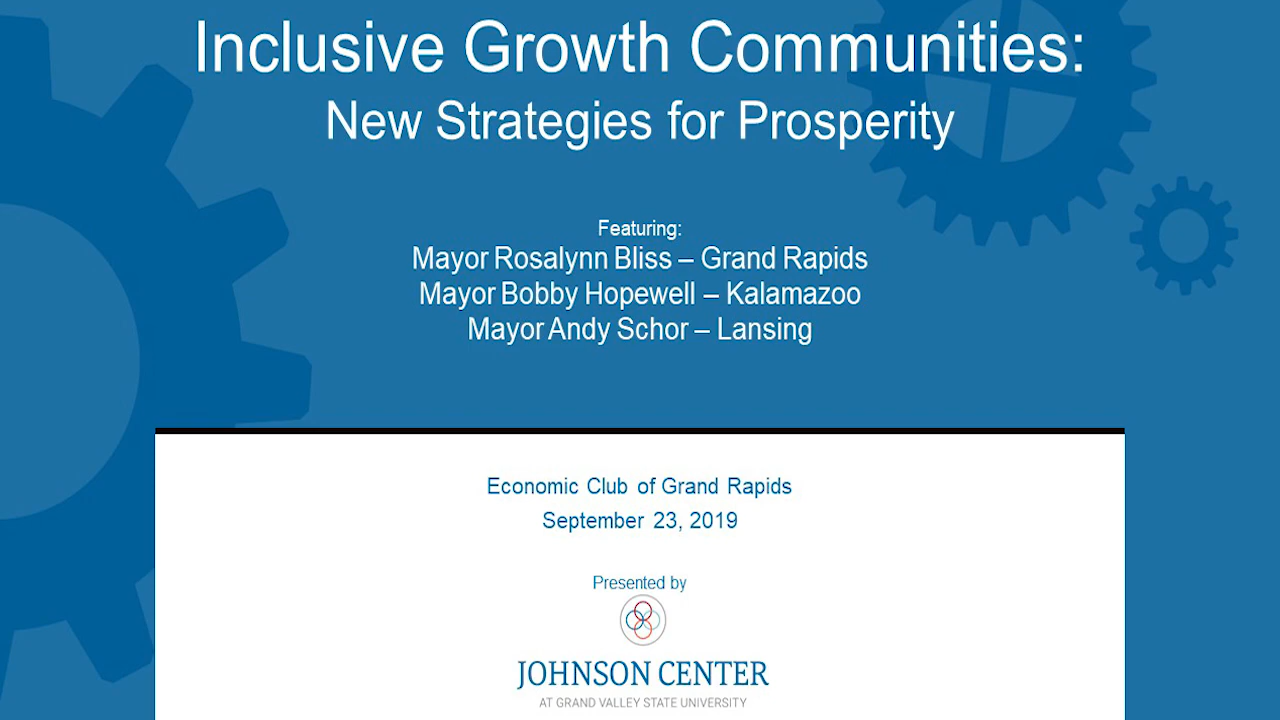 Inclusive Growth Communities:
New Strategies for Prosperity
Featuring:
Mayor Rosalynn Bliss – Grand Rapids
Mayor Bobby Hopewell – Kalamazoo
Mayor Andy Schor – Lansing
Economic Club of Grand Rapids
September 23, 2019
Presented by
JOHNSON CENTER
AT GRAND VALLEY STATE UNIVERSITY